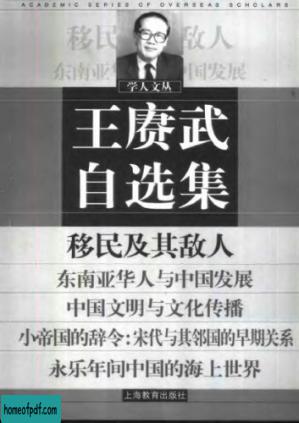 ACADEMIC SERIES OF OVERSEAS SCHOLARS
移民及其敌人
东南亚华人与中国发展
学人文丛
王赓武
自选集
移民及其敌人
东南亚华人与中国发展
中国文明与文化传播
小帝国的辞令:宋代与其邻国的早期关系
永乐年间中国的海上世界
上海教育出版社
homeofpdf.com